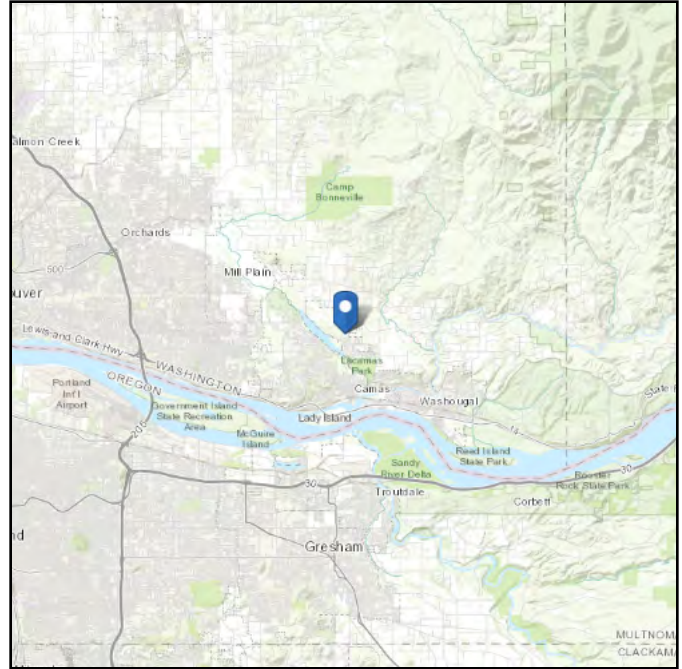 almon Creek
Camp
Bonneville
Orchards
Mill Plain
500
uver
Lewis and Clark Hwy
WASHINGTON
OREGON
Lacamas
Park
Camas
Washougal
Portland
Int'l
Airport
Government Island
State Recreation
Area
Lady Island
14
State
205
McGuire
Island
Sandy
River Delta
Reed Island
State Park
30
Rooster
Rock State Park
30
Troutdale
Corbett
nd
Gresham
MULTNOM
CLACKAM